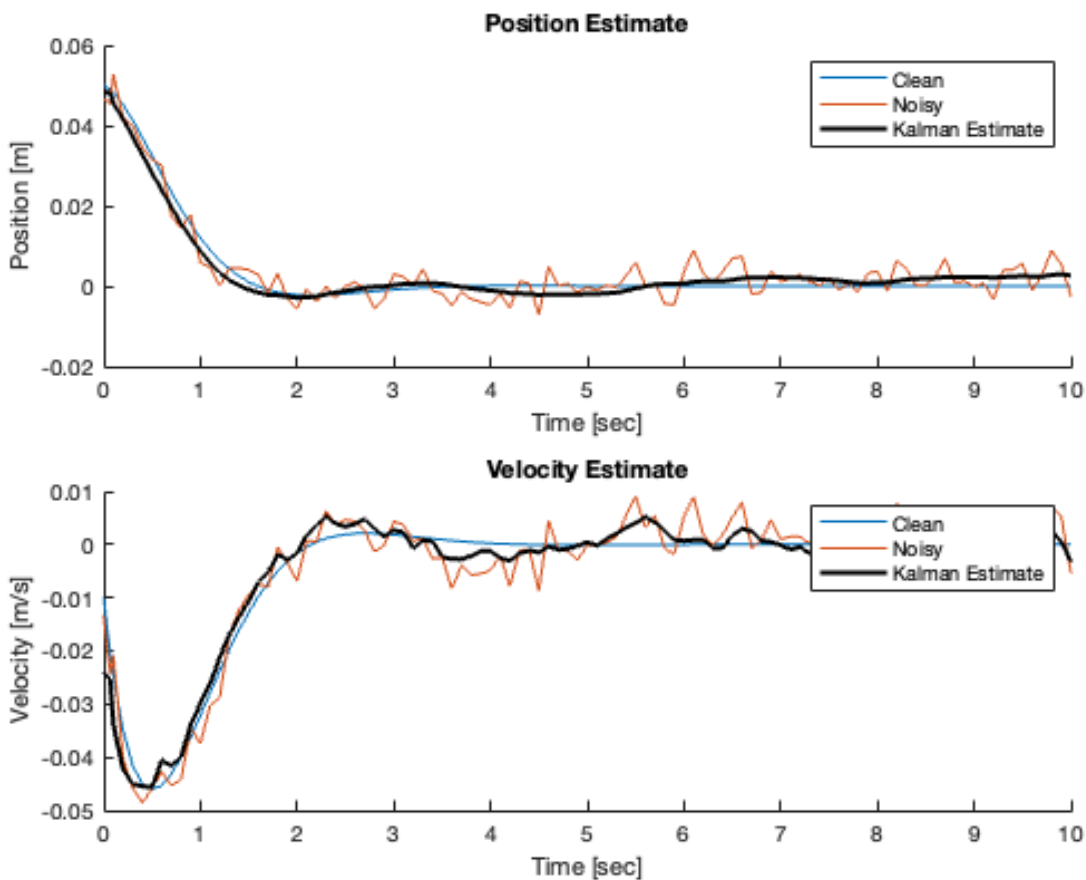 Position Estimate
0.06
0.04
0.02
0
-0.02
Position [m]
Clean
Noisy
Kalman Estimate
0 1 2 3 4 5 6 7 8 9 10
Time [sec]
Velocity Estimate
0.01
0
-0.01
-0.02
-0.03
-0.04
-0.05
Velocity [m/s]
Clean
Noisy
Kalman Estimate
0 1 2 3 4 5 6 7 8 9 10
Time [sec]